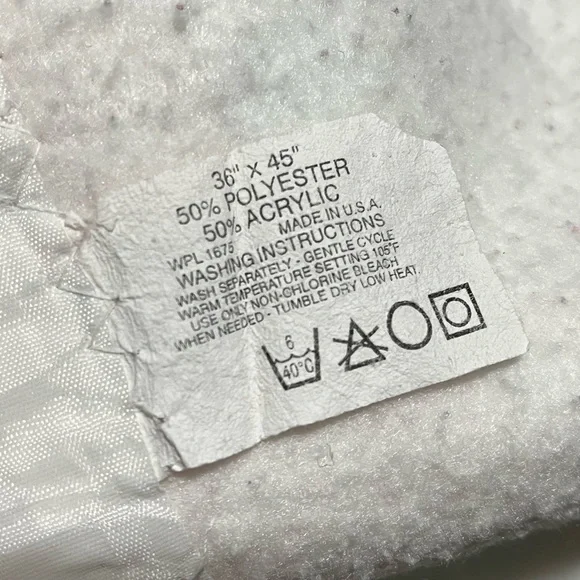 36" X 45"
50% POLYESTER
50% ACRYLIC
WPL 1675 MADE IN U.S.A.
WASHING INSTRUCTIONS
WASH SEPARATELY - GENTLE CYCLE
WARM TEMPERATURE SETTING 105°F
USE ONLY NON-CHLORINE BLEACH
WHEN NEEDED - TUMBLE DRY LOW HEAT.
6
40°C